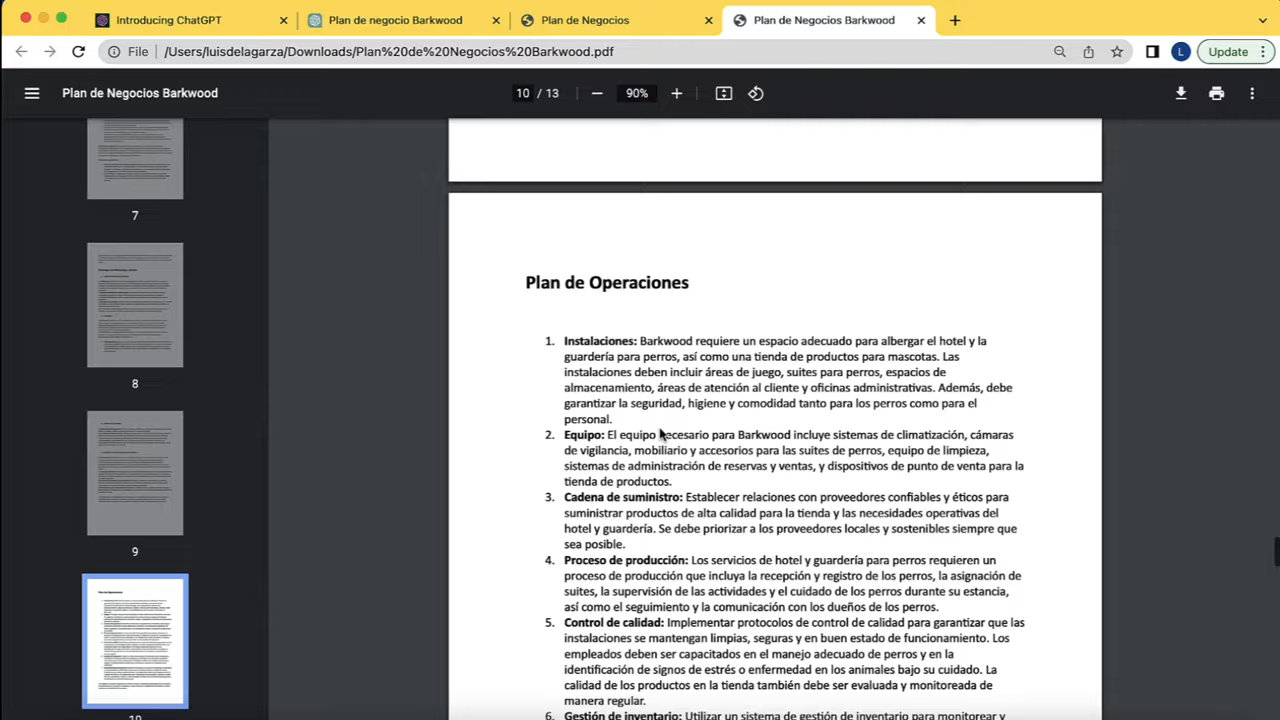 Introducing ChatGPT
Plan de negocio Barkwood
Plan de Negocios
Plan de Negocios Barkwood
File
/Users/luisdelagarza/Downloads/Plan%20de%20Negocios%20Barkwood.pdf
L
Update
Plan de Negocios Barkwood
10 / 13
90%
7
8
9
10
Plan de Operaciones
1. Instalaciones: Barkwood requiere un espacio adecuado para albergar el hotel y la
guardería para perros, así como una tienda de productos para mascotas. Las
instalaciones deben incluir áreas de juego, suites para perros, espacios de
almacenamiento, áreas de atención al cliente y oficinas administrativas. Además, debe
garantizar la seguridad, higiene y comodidad tanto para los perros como para el
personal.
2. Equipo: El equipo necesario para Barkwood incluye sistemas de climatización, cámaras
de vigilancia, mobiliario y accesorios para las suites de perros, equipo de limpieza,
sistemas de administración de reservas y ventas, y dispositivos de punto de venta para la
tienda de productos.
3. Cadena de suministro: Establecer relaciones con proveedores confiables y éticos para
suministrar productos de alta calidad para la tienda y las necesidades operativas del
hotel y guardería. Se debe priorizar a los proveedores locales y sostenibles siempre que
sea posible.
4. Proceso de producción: Los servicios de hotel y guardería para perros requieren un
proceso de producción que incluya la recepción y registro de los perros, la asignación de
suites, la supervisión de las actividades y el cuidado de los perros durante su estancia,
así como el seguimiento y la comunicación con los dueños de los perros.
5. Control de calidad: Implementar protocolos de control de calidad para garantizar que las
instalaciones se mantengan limpias, seguras y en buen estado de funcionamiento. Los
empleados deben ser capacitados en el manejo adecuado de perros y en la
identificación de signos de estrés o enfermedad en los animales bajo su cuidado. La
calidad de los productos en la tienda también debe ser evaluada y monitoreada de
manera regular.
6. Gestión de inventario: Utilizar un sistema de gestión de inventario para monitorear y